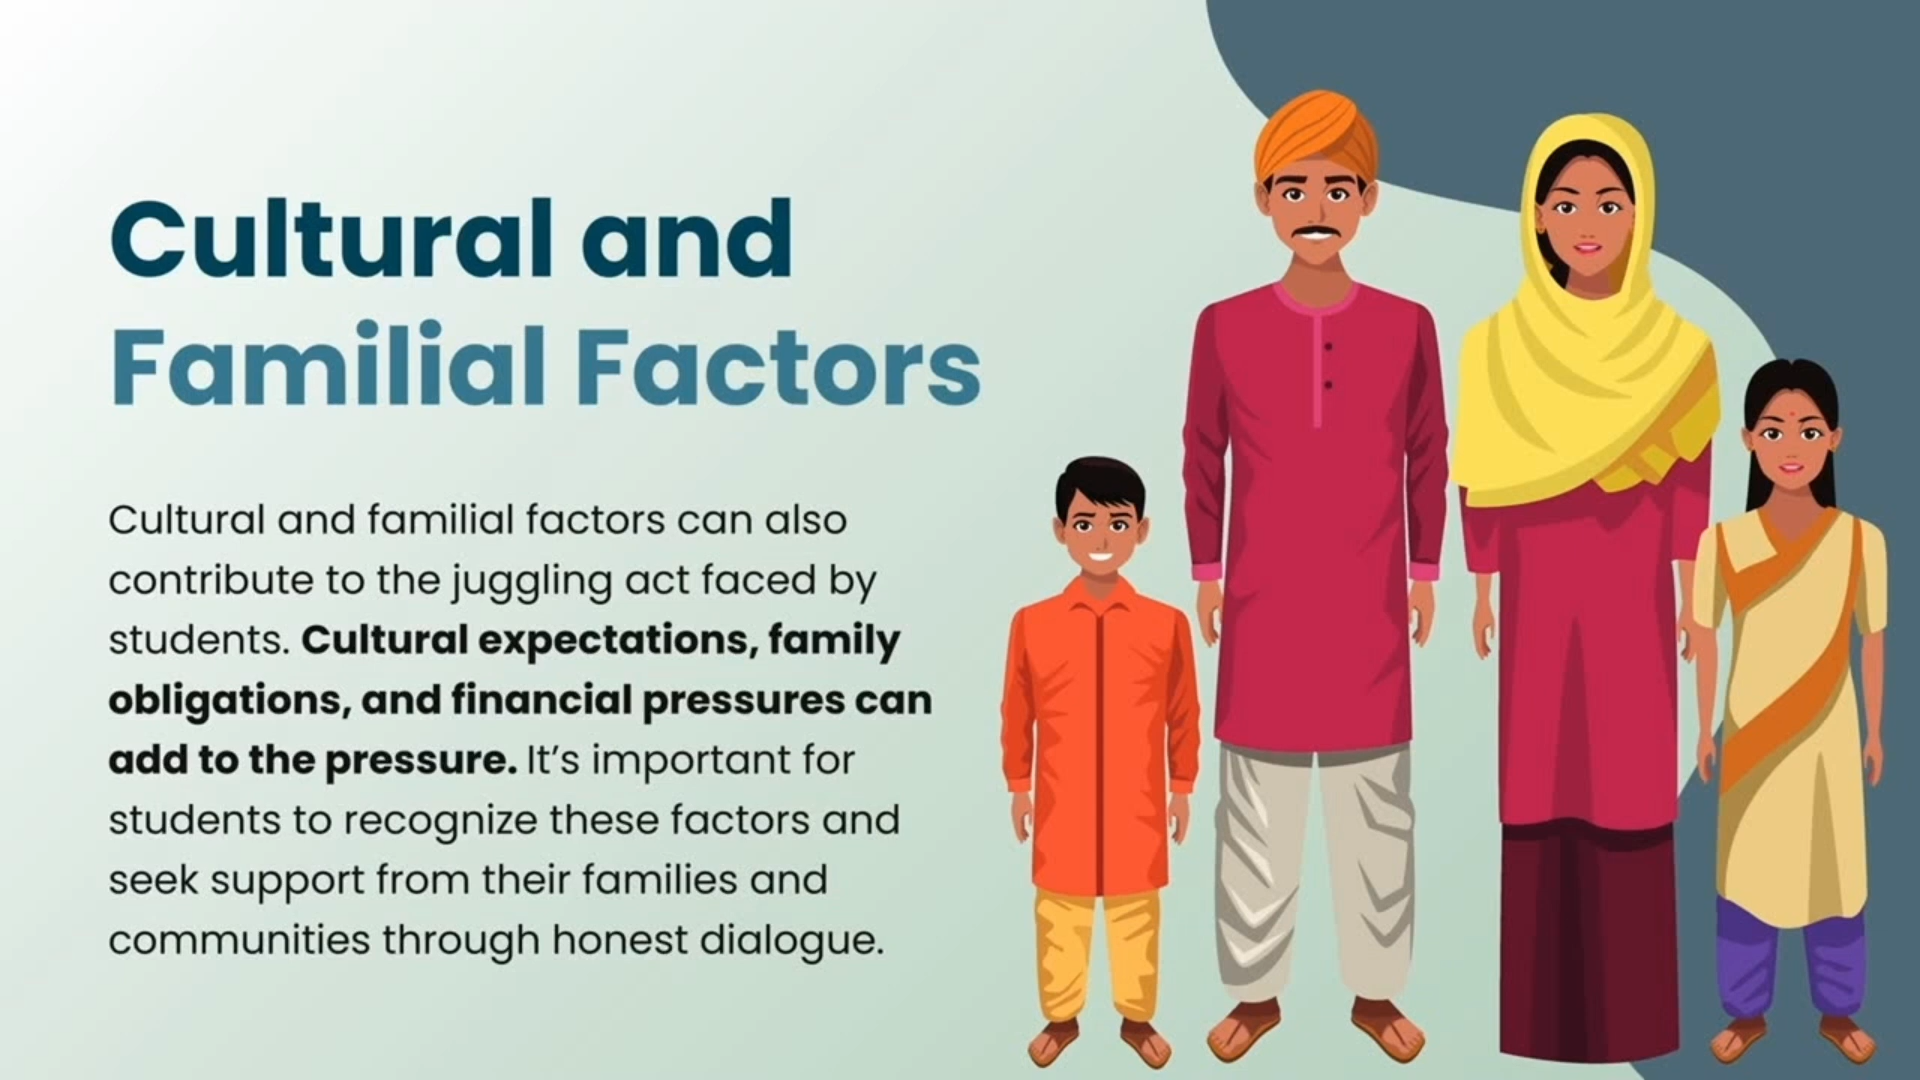 Cultural and
Familial Factors
Cultural and familial factors can also
contribute to the juggling act faced by
students. Cultural expectations, family
obligations, and financial pressures can
add to the pressure. It’s important for
students to recognize these factors and
seek support from their families and
communities through honest dialogue.